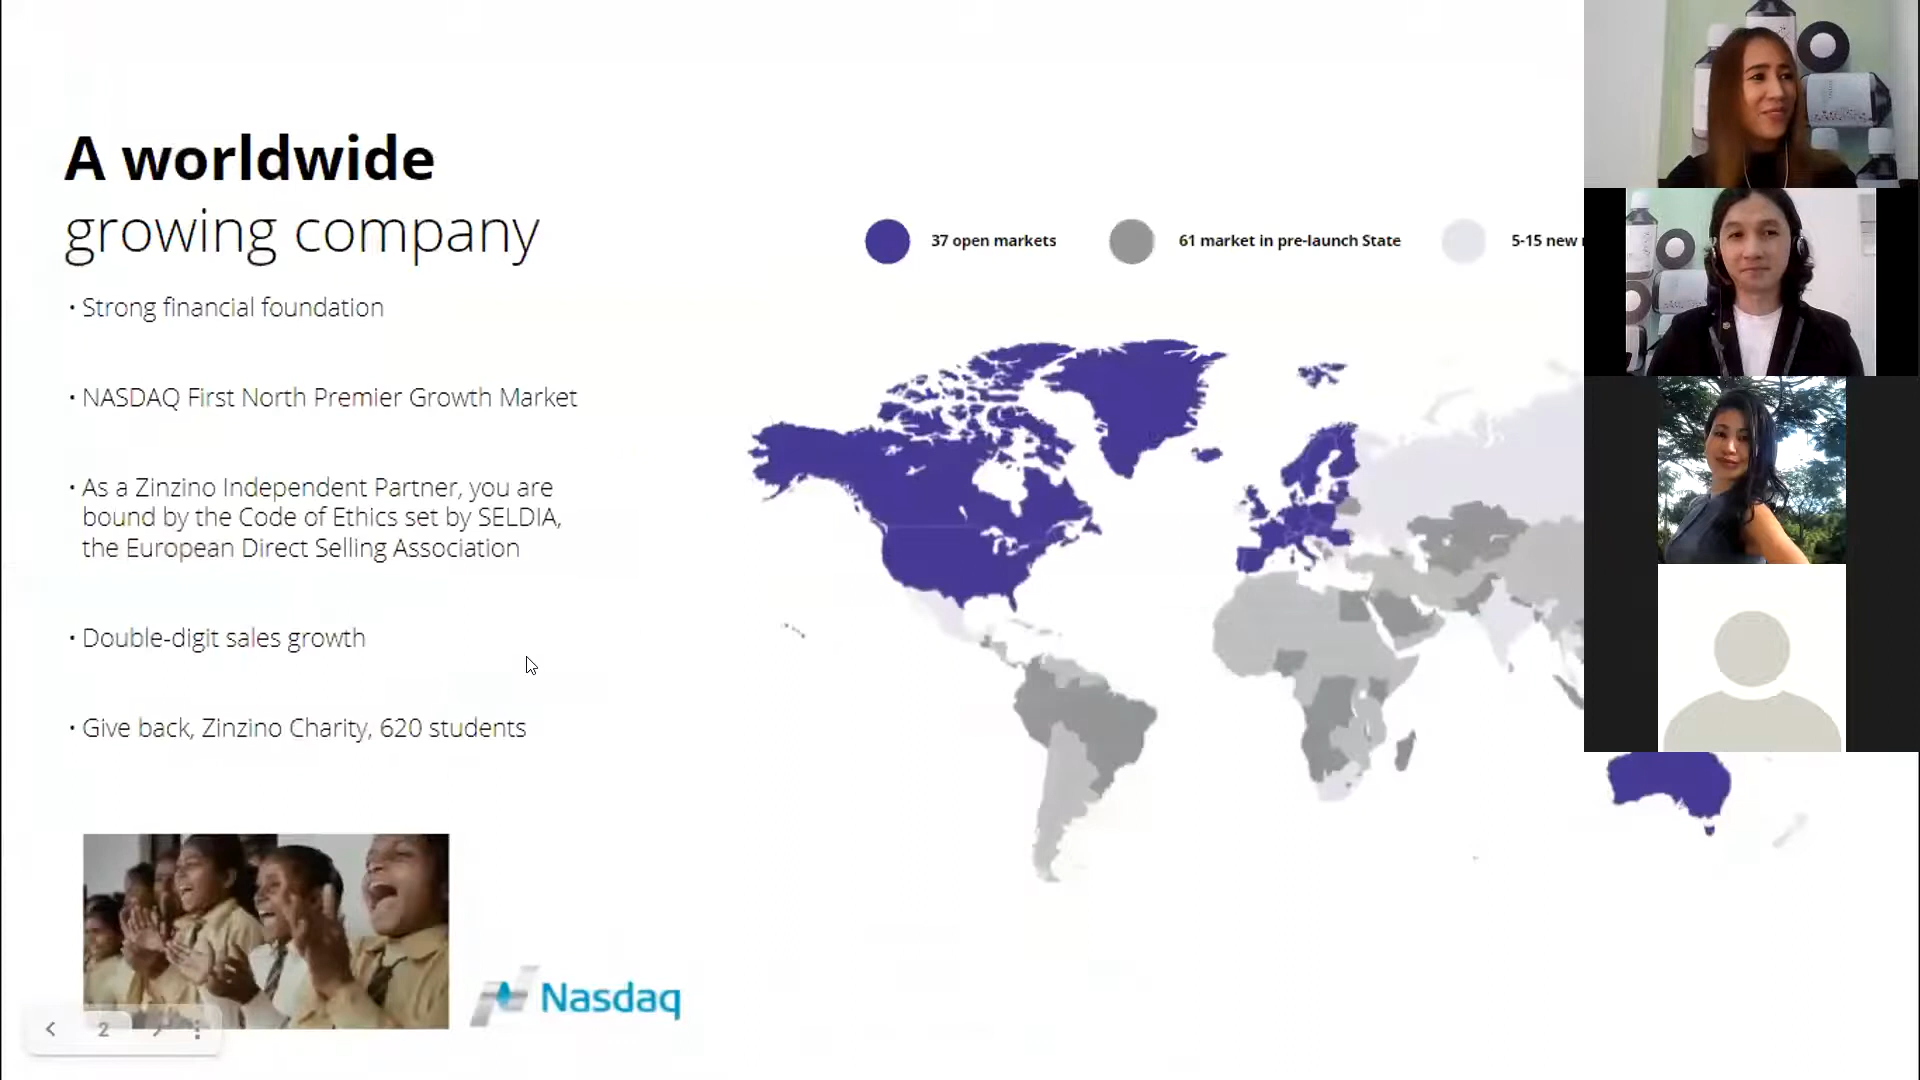 A worldwide
growing company
• Strong financial foundation
• NASDAQ First North Premier Growth Market
• As a Zinzino Independent Partner, you are
bound by the Code of Ethics set by SELDIA,
the European Direct Selling Association
• Double-digit sales growth
• Give back, Zinzino Charity, 620 students
37 open markets
61 market in pre-launch State
5-15 new
Nasdaq
2